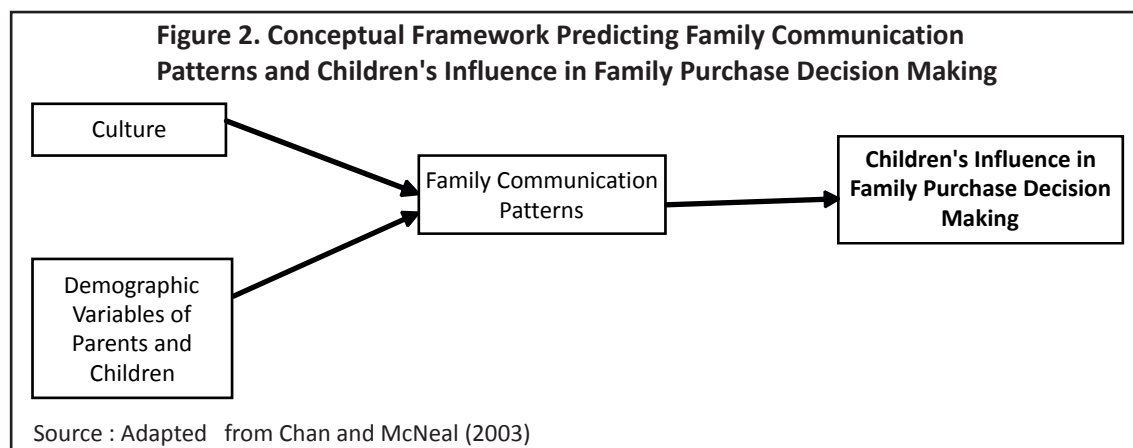 Figure 2. Conceptual Framework Predicting Family Communication
Patterns and Children's Influence in Family Purchase Decision Making
Culture
Demographic
Variables of
Parents and
Children
Family Communication
Patterns
Children's Influence in
Family Purchase Decision
Making
Source : Adapted from Chan and McNeal (2003)